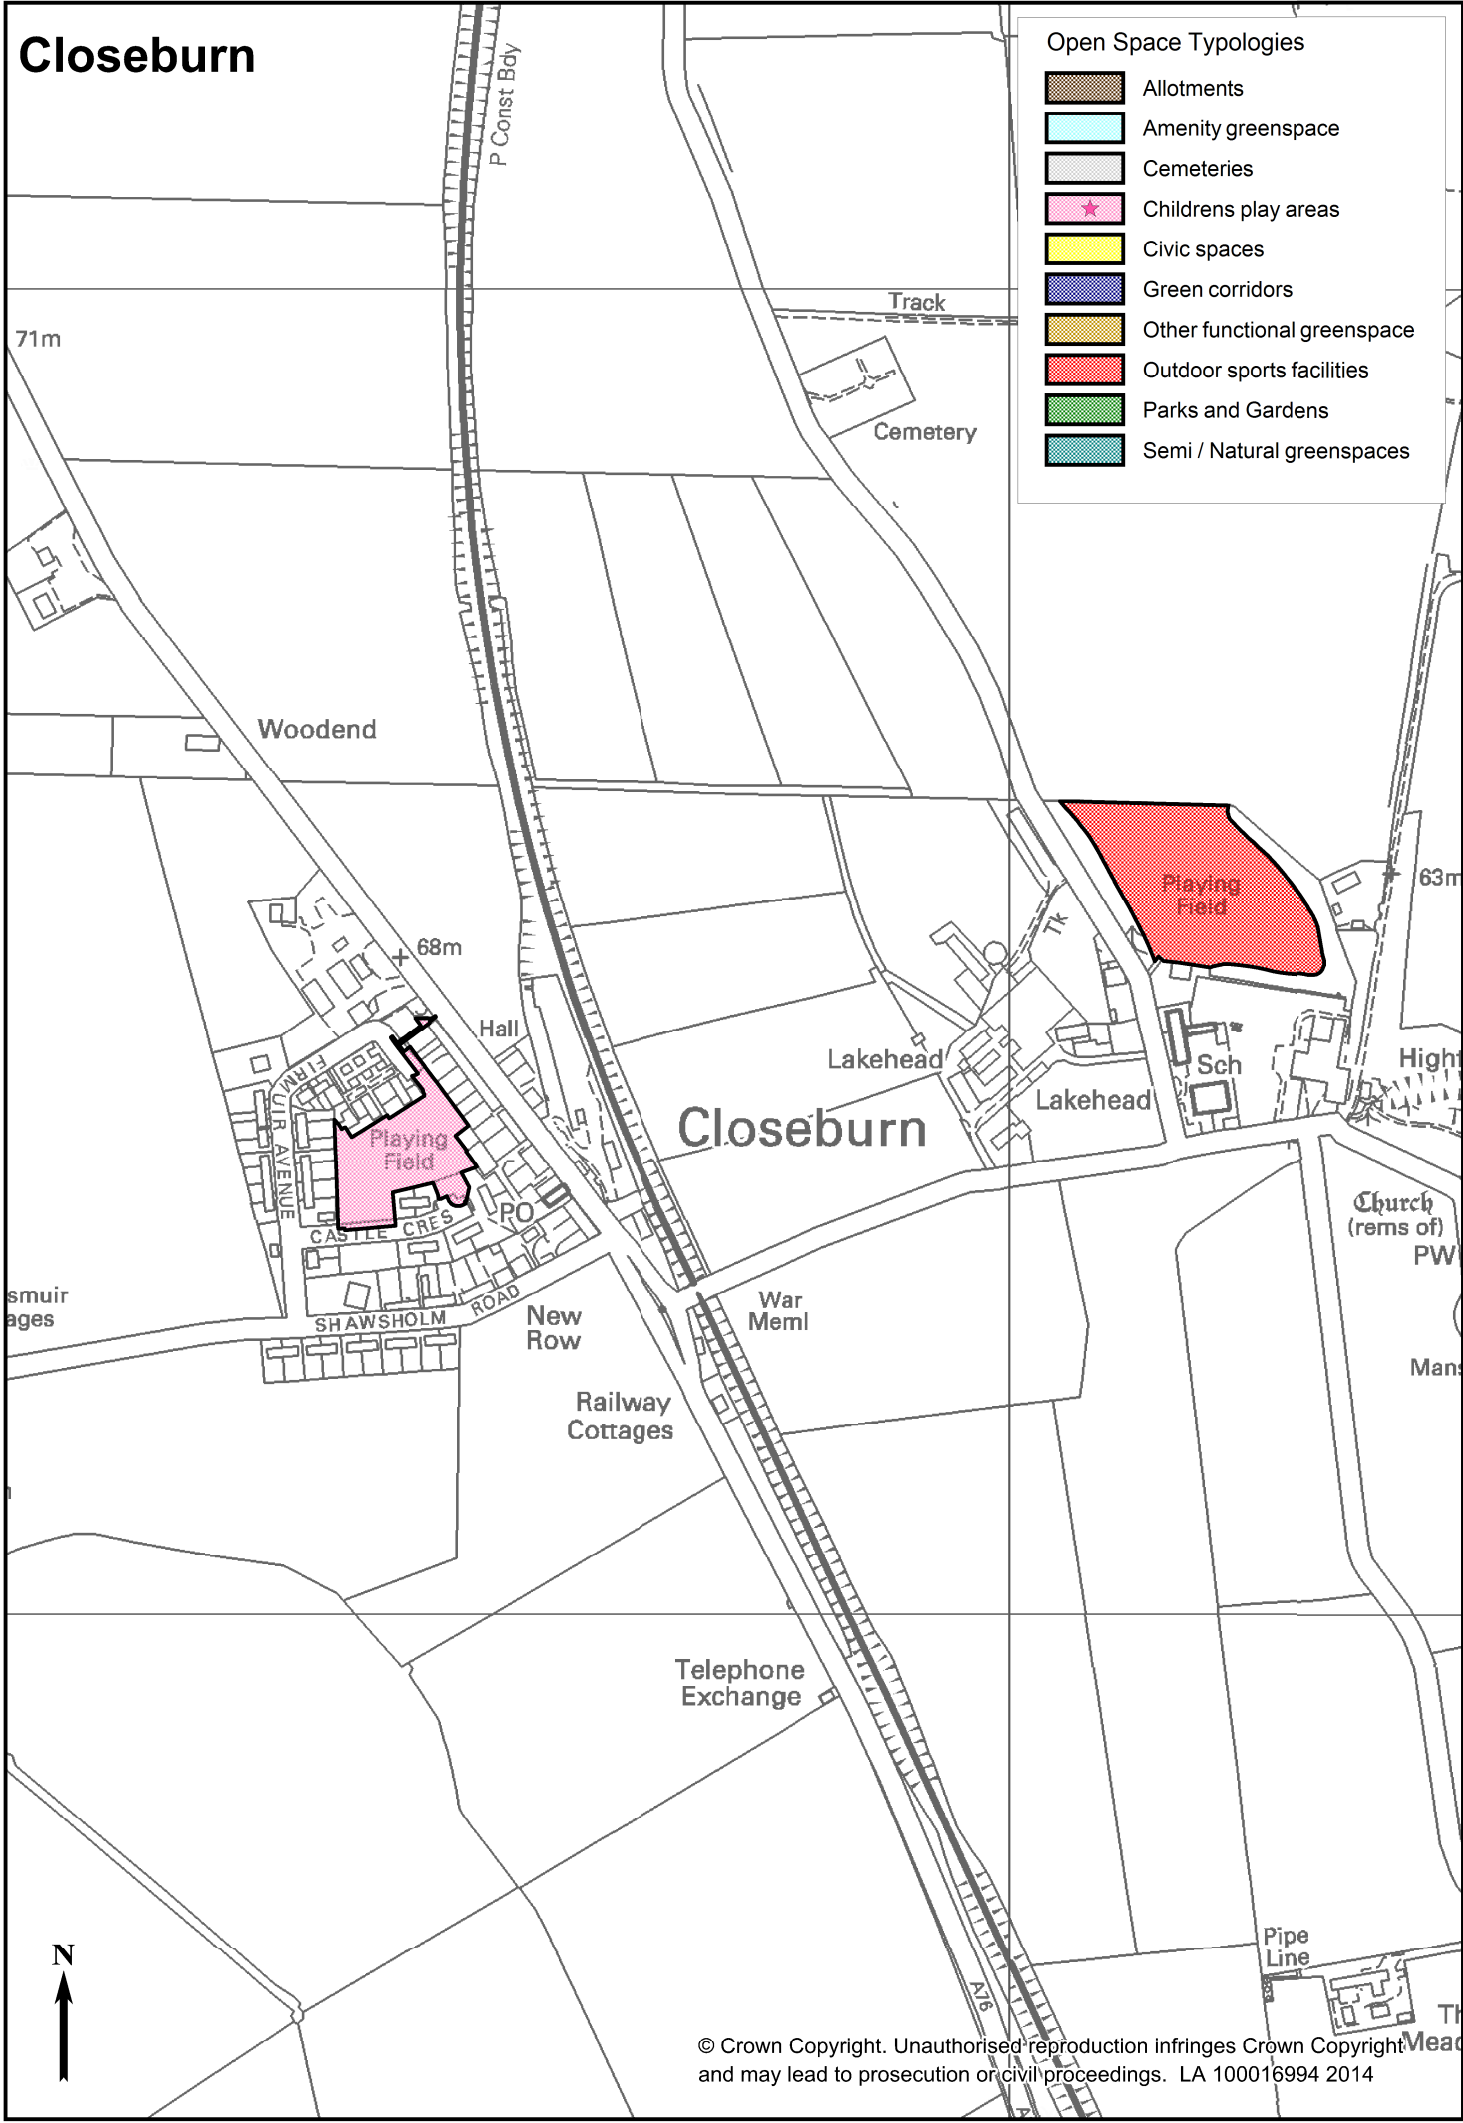 Closeburn
Open Space Typologies
Allotments
Amenity greenspace
Cemeteries
Childrens play areas
Civic spaces
Green corridors
Other functional greenspace
Outdoor sports facilities
Parks and Gardens
Semi / Natural greenspaces
P Const Bdy
Track
71m
Cemetery
Woodend
Playing
Field
63m
Tk
68m
Hall
Lakehead
Sch
Hight
Lakehead
Closeburn
Playing
Field
MUIR AVENUE
PO
CASTLE CRES
Church
(rems of)
PW
smuir
ages
SHAWSHOLM ROAD
New
Row
War
Meml
Mans
Railway
Cottages
Telephone
Exchange
Pipe
Line
N
A76
Th
Mead
© Crown Copyright. Unauthorised reproduction infringes Crown Copyright
and may lead to prosecution or civil proceedings. LA 100016994 2014